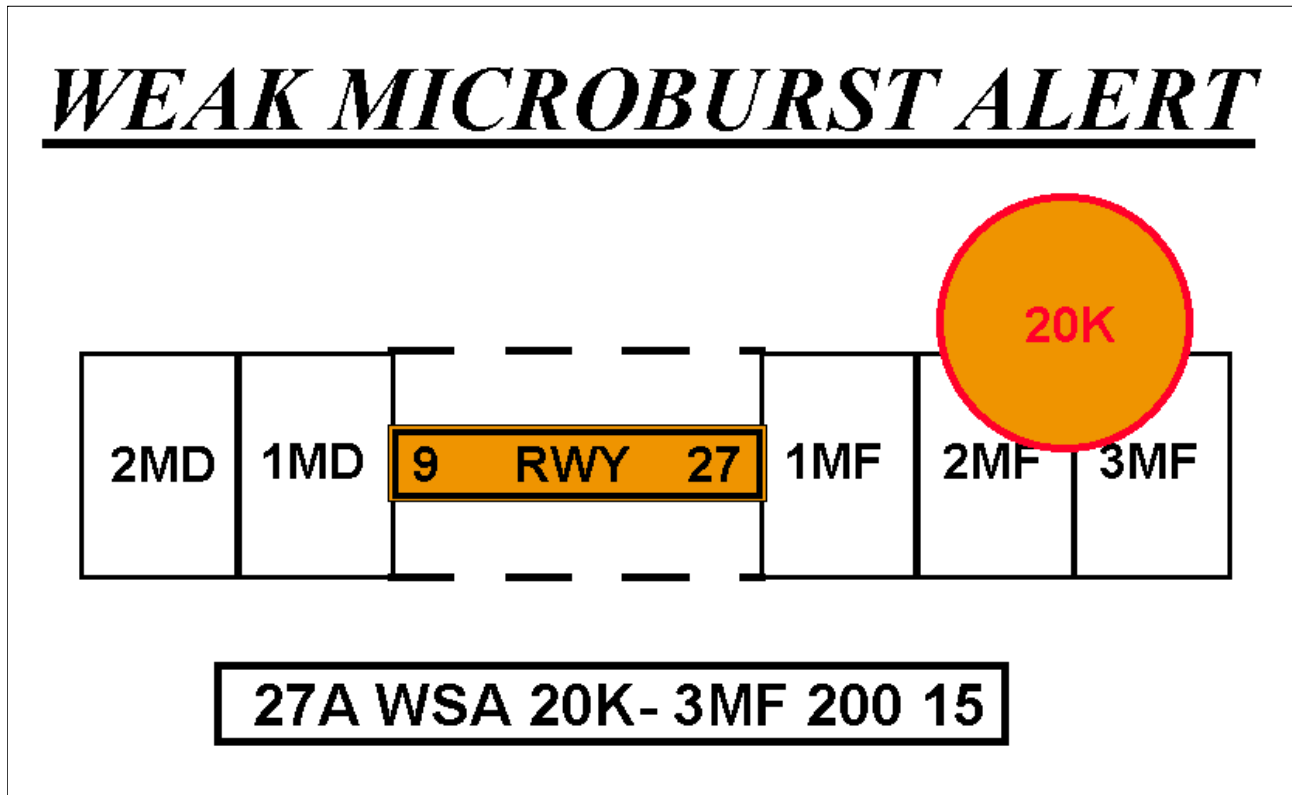 WEAK MICROBURST ALERT
20K
2MD 1MD 9 RWY 27 1MF 2MF 3MF
27A WSA 20K- 3MF 200 15